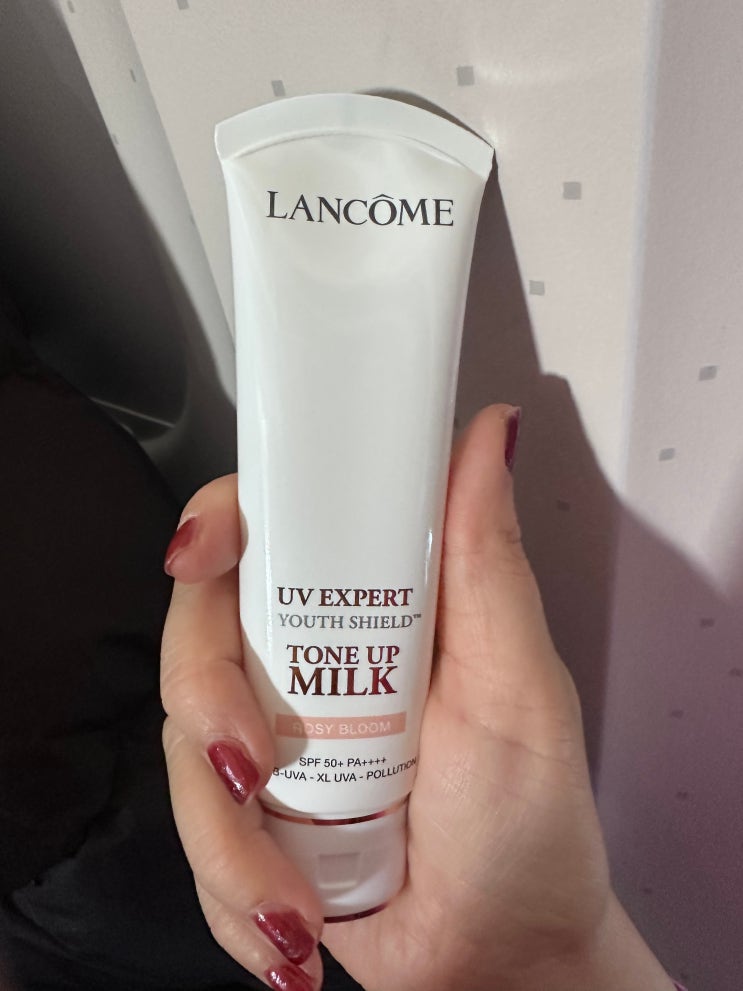 LANCÔME
UV EXPERT
YOUTH SHIELD™
TONE UP
MILK
ROSY BLOOM
SPF 50+ PA++++
B-UVA - XL UVA - POLLUTION